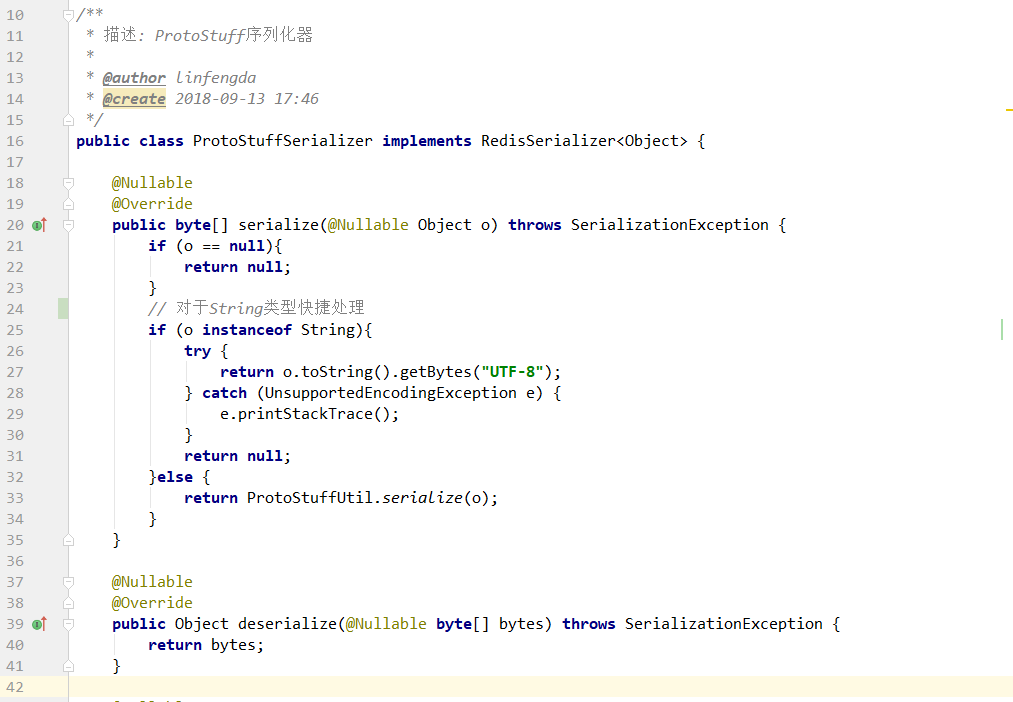 10 /**
11  * 描述: ProtoStuff序列化器
12  *
13  * @author linfengda
14  * @create 2018-09-13 17:46
15  */
16 public class ProtoStuffSerializer implements RedisSerializer<Object> {
17
18     @Nullable
19     @Override
20     public byte[] serialize(@Nullable Object o) throws SerializationException {
21         if (o == null){
22             return null;
23         }
24         // 对于String类型快捷处理
25         if (o instanceof String){
26             try {
27                 return o.toString().getBytes("UTF-8");
28             } catch (UnsupportedEncodingException e) {
29                 e.printStackTrace();
30             }
31             return null;
32         }else {
33             return ProtoStuffUtil.serialize(o);
34         }
35     }
36
37     @Nullable
38     @Override
39     public Object deserialize(@Nullable byte[] bytes) throws SerializationException {
40         return bytes;
41     }
42